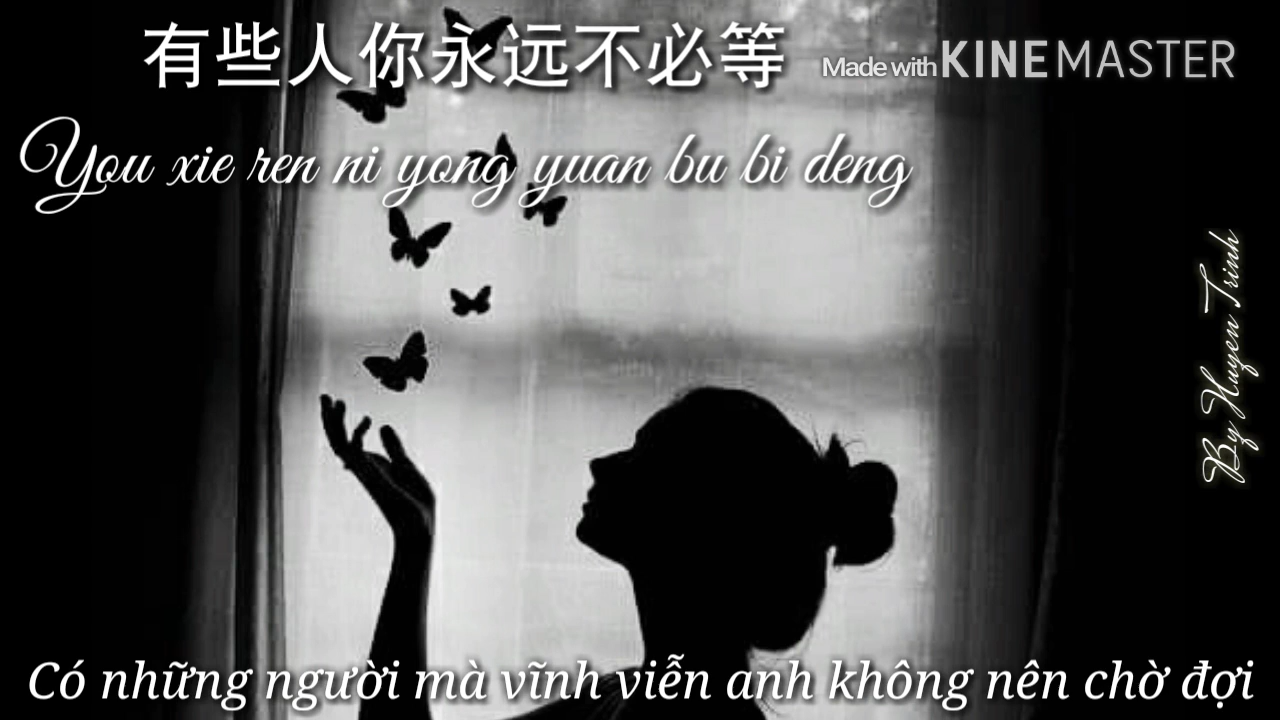 有些人你永远不必等
Made with KINEMASTER
You xie ren ni yong yuan bu bi deng
By Huyen Trinh
Có những người mà vĩnh viễn anh không nên chờ đợi